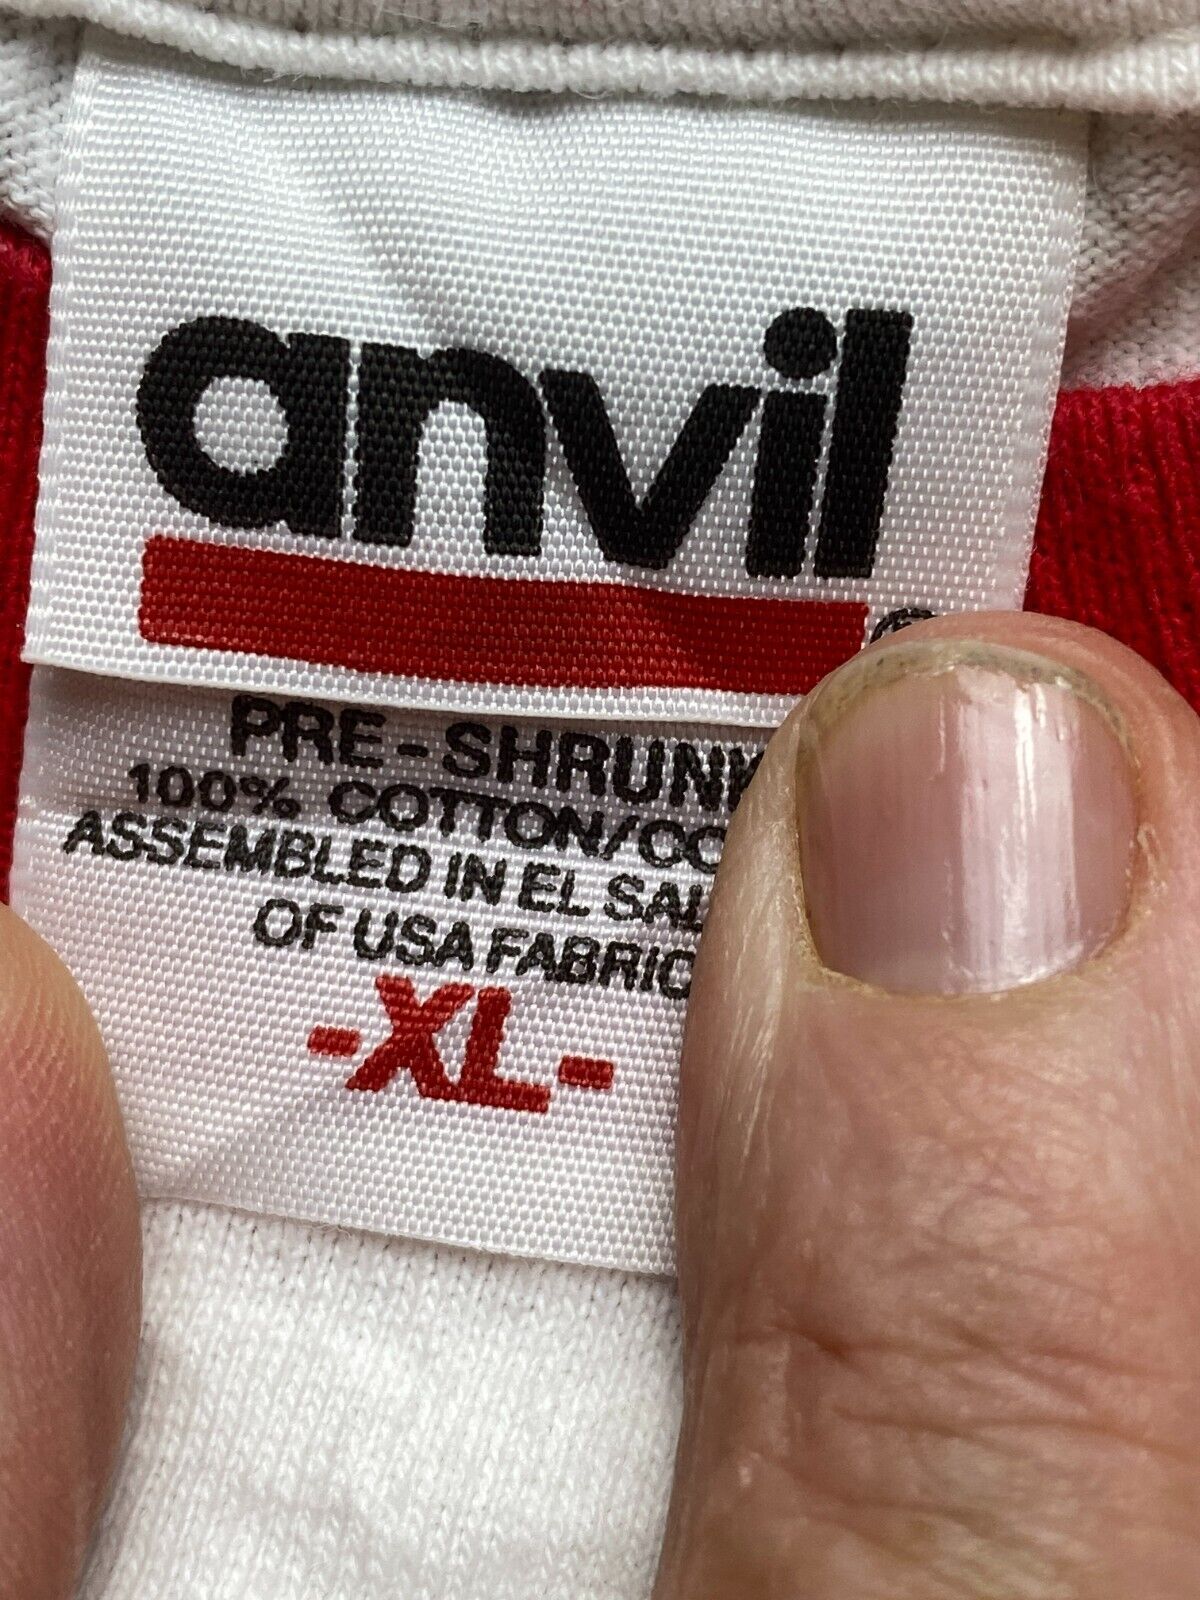 anvil
PRE-SHRUNK
100% COTTON/CO
ASSEMBLED IN EL SAL
OF USA FABRIC
-XL-